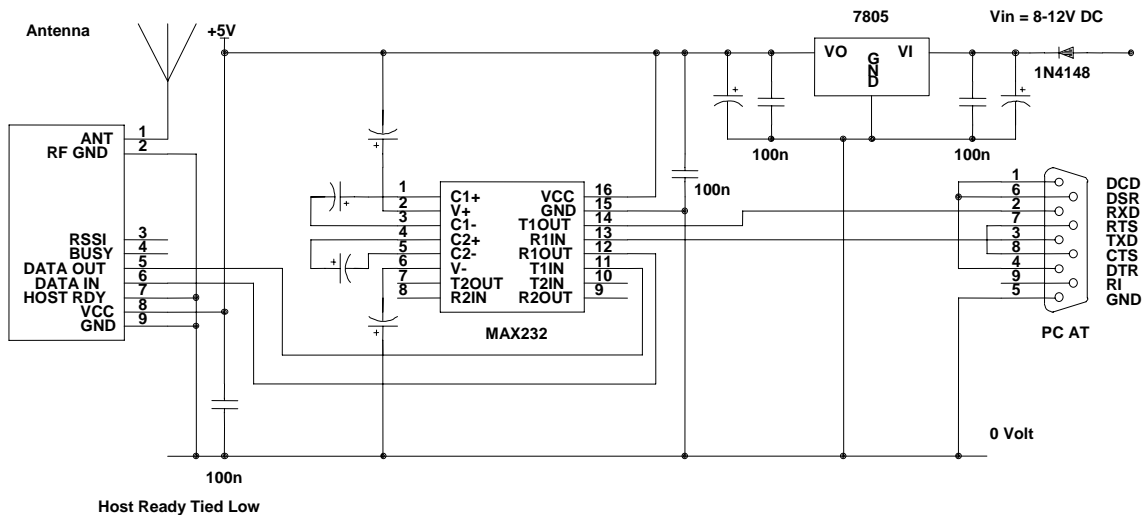 Antenna
+5V
7805
Vin = 8-12V DC
VO
GND
VI
1N4148
100n
100n
ANT
RF GND
RSSI
BUSY
DATA OUT
DATA IN
HOST RDY
VCC
GND
1
2
3
4
5
6
7
8
9
+
+
+
+
+
+
1
2
3
4
5
6
7
8
C1+
V+
C1-
C2+
C2-
V-
T2OUT
R2IN
VCC
GND
T1OUT
R1IN
R1OUT
T1IN
T2IN
R2OUT
16
15
14
13
12
11
10
9
MAX232
100n
1
6
2
7
3
8
4
9
5
DCD
DSR
RXD
RTS
TXD
CTS
DTR
RI
GND
PC AT
0 Volt
100n
Host Ready Tied Low